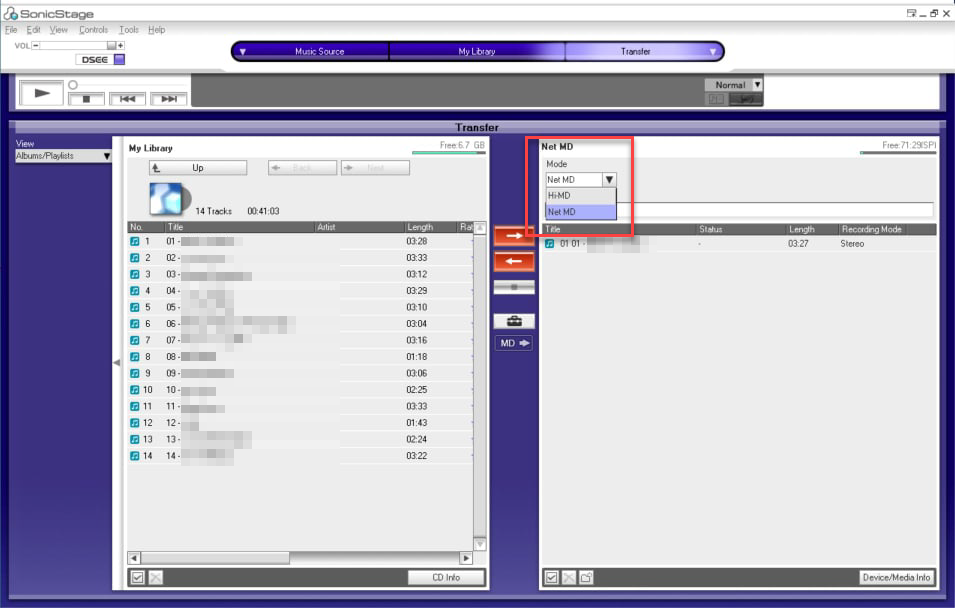 SonicStage
File Edit View Controls Tools Help
VOL
DSEE
Music Source My Library Transfer
Normal
Transfer
View
Albums/Playlists
My Library Free:6.7 GB
Up Back Next
14 Tracks 00:41:03
No. Title Artist Length Rat
1 01 - 03:28
2 02 - 03:33
3 03 - 03:12
4 04 - 03:29
5 05 - 03:10
6 06 - 03:04
7 07 - 03:16
8 08 - 01:18
9 09 - 03:06
10 10 - 02:25
11 11 - 03:33
12 12 - 01:43
13 13 - 02:24
14 14 - 03:22
CD Info
MD
Net MD Free:71:29(SP)
Mode
Net MD
Hi-MD
Net MD
Title Status Length Recording Mode
01 01 - - 03:27 Stereo
Device/Media Info